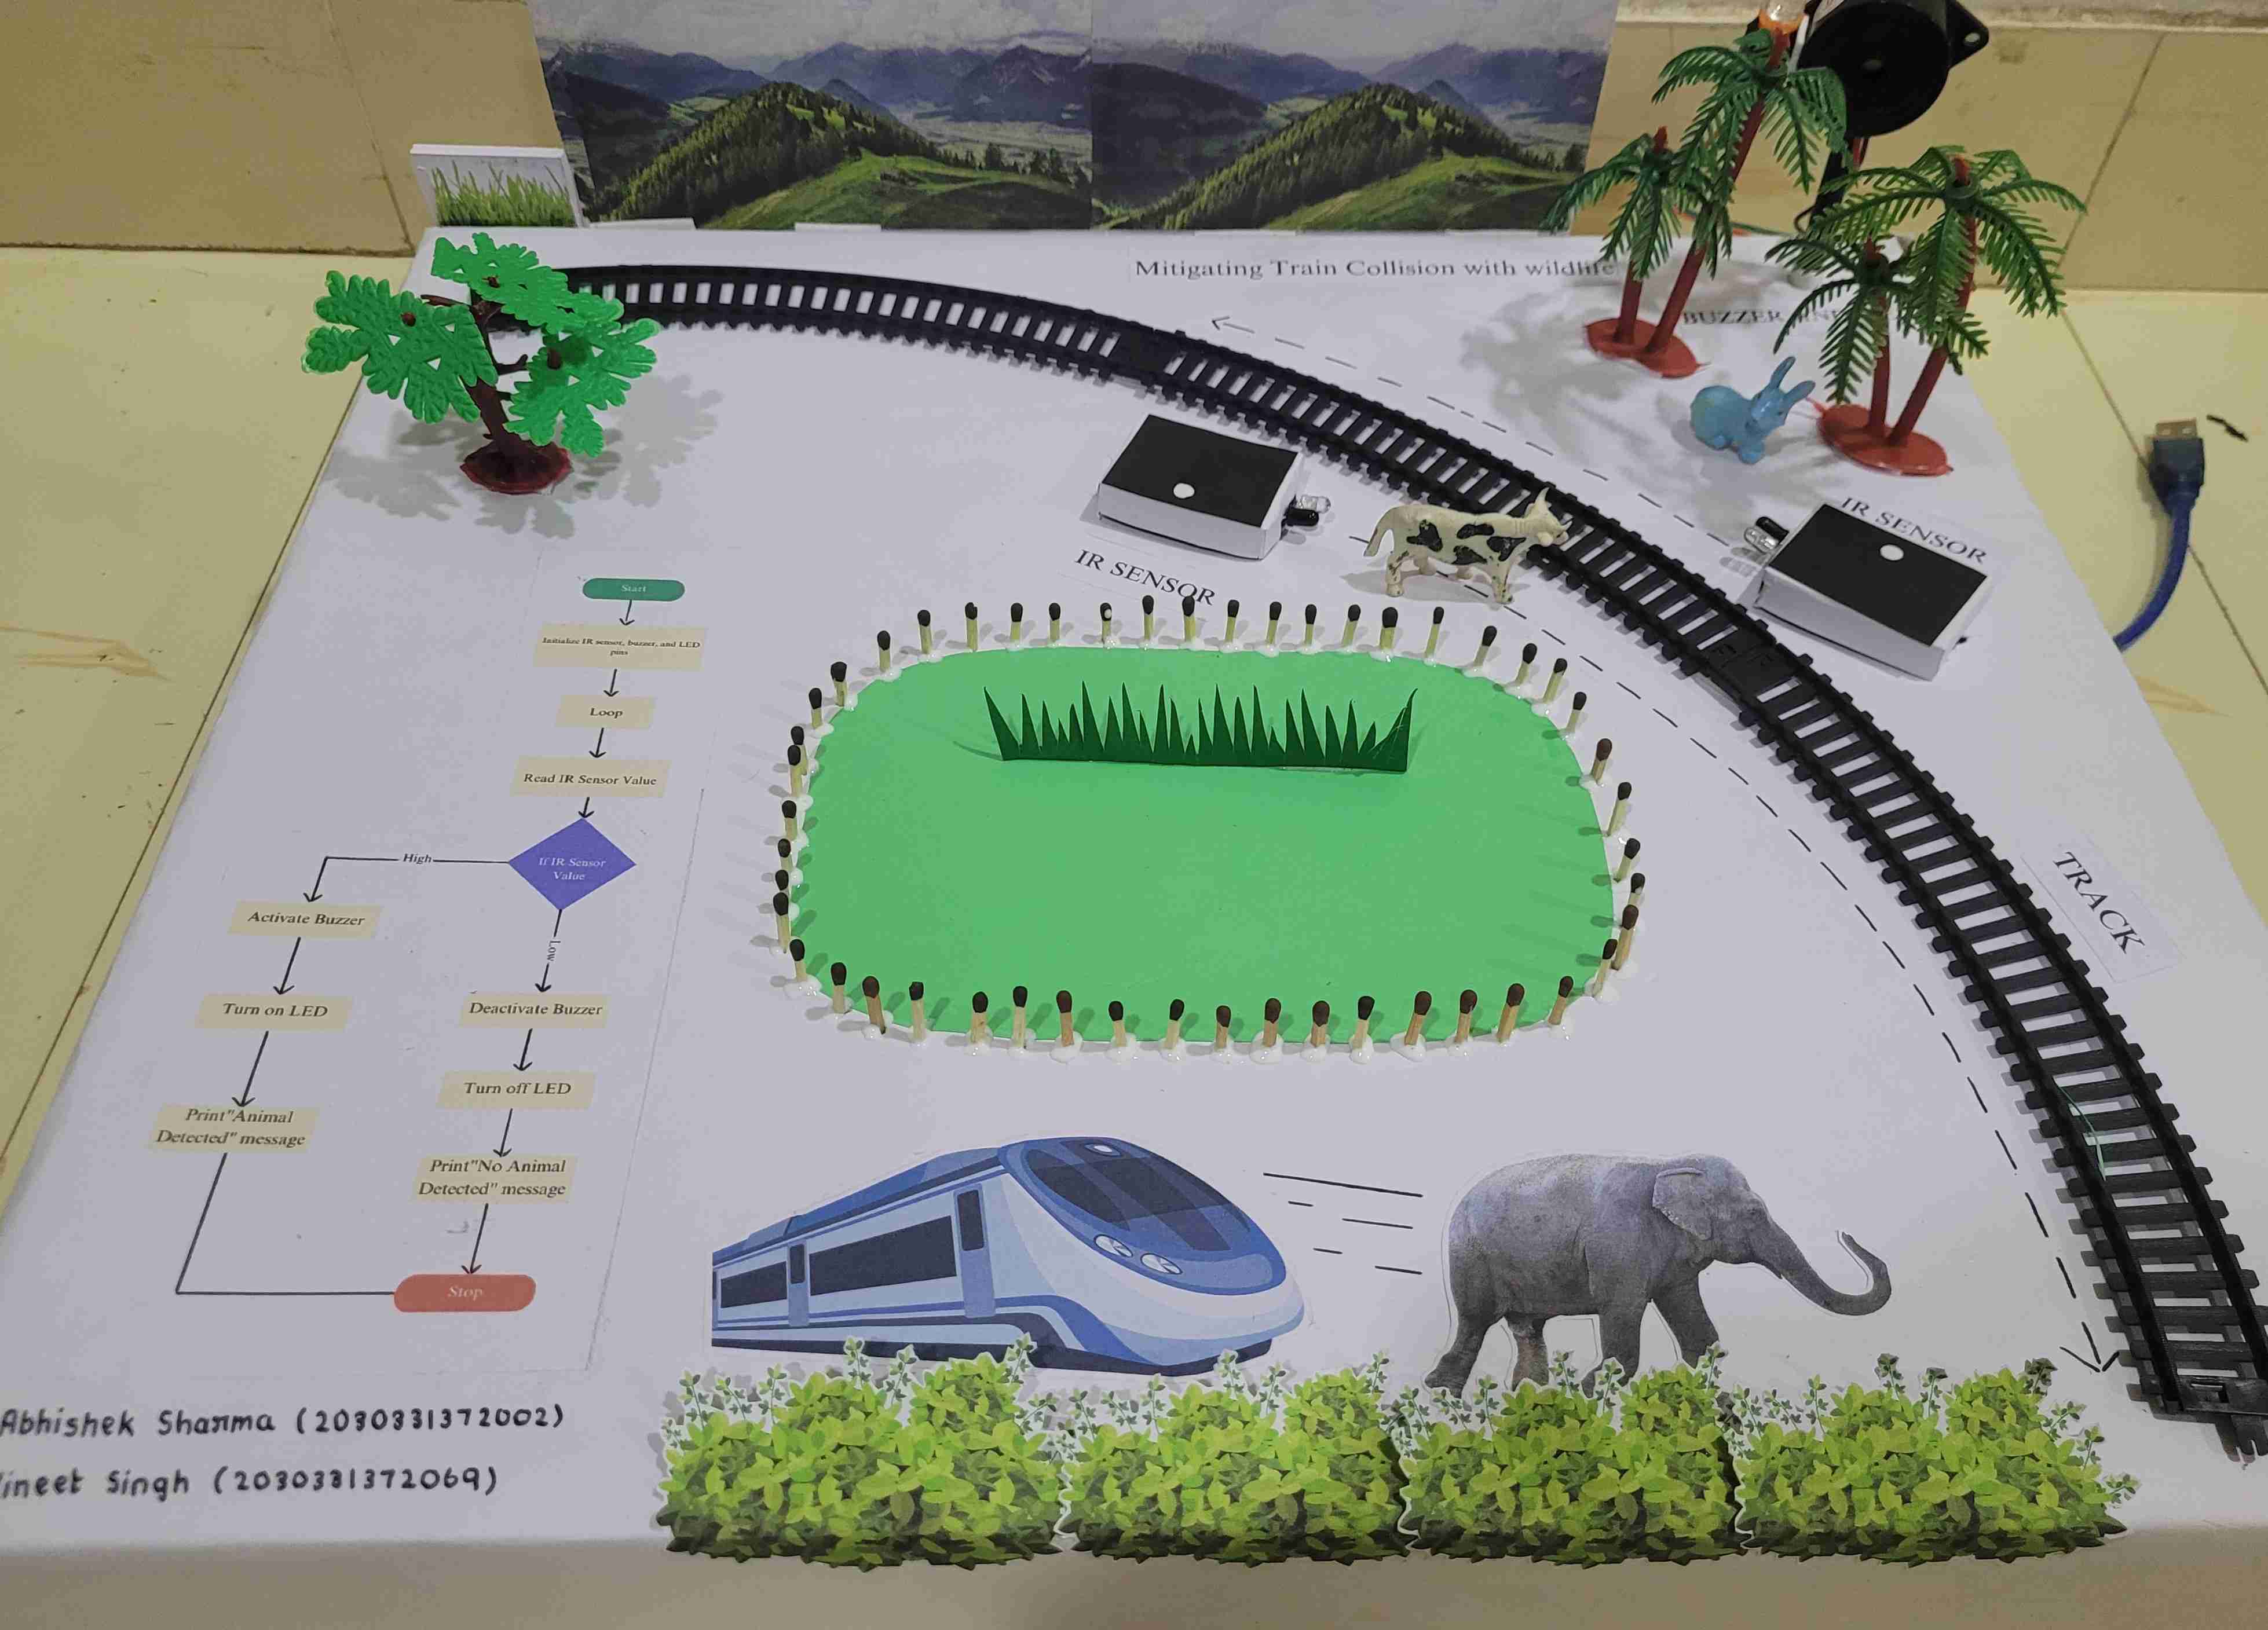 Mitigating Train Collision with wildlife
BUZZER
IR SENSOR
IR SENSOR
TRACK
Start
Initialize IR sensor, buzzer, and LED
pins
Loop
Read IR Sensor Value
If IR Sensor
Value
High
Low
Activate Buzzer
Turn on LED
Print"Animal
Detected" message
Deactivate Buzzer
Turn off LED
Print"No Animal
Detected" message
Stop
Abhishek Sharma (2030331372002)
ineet Singh (2030331372069)